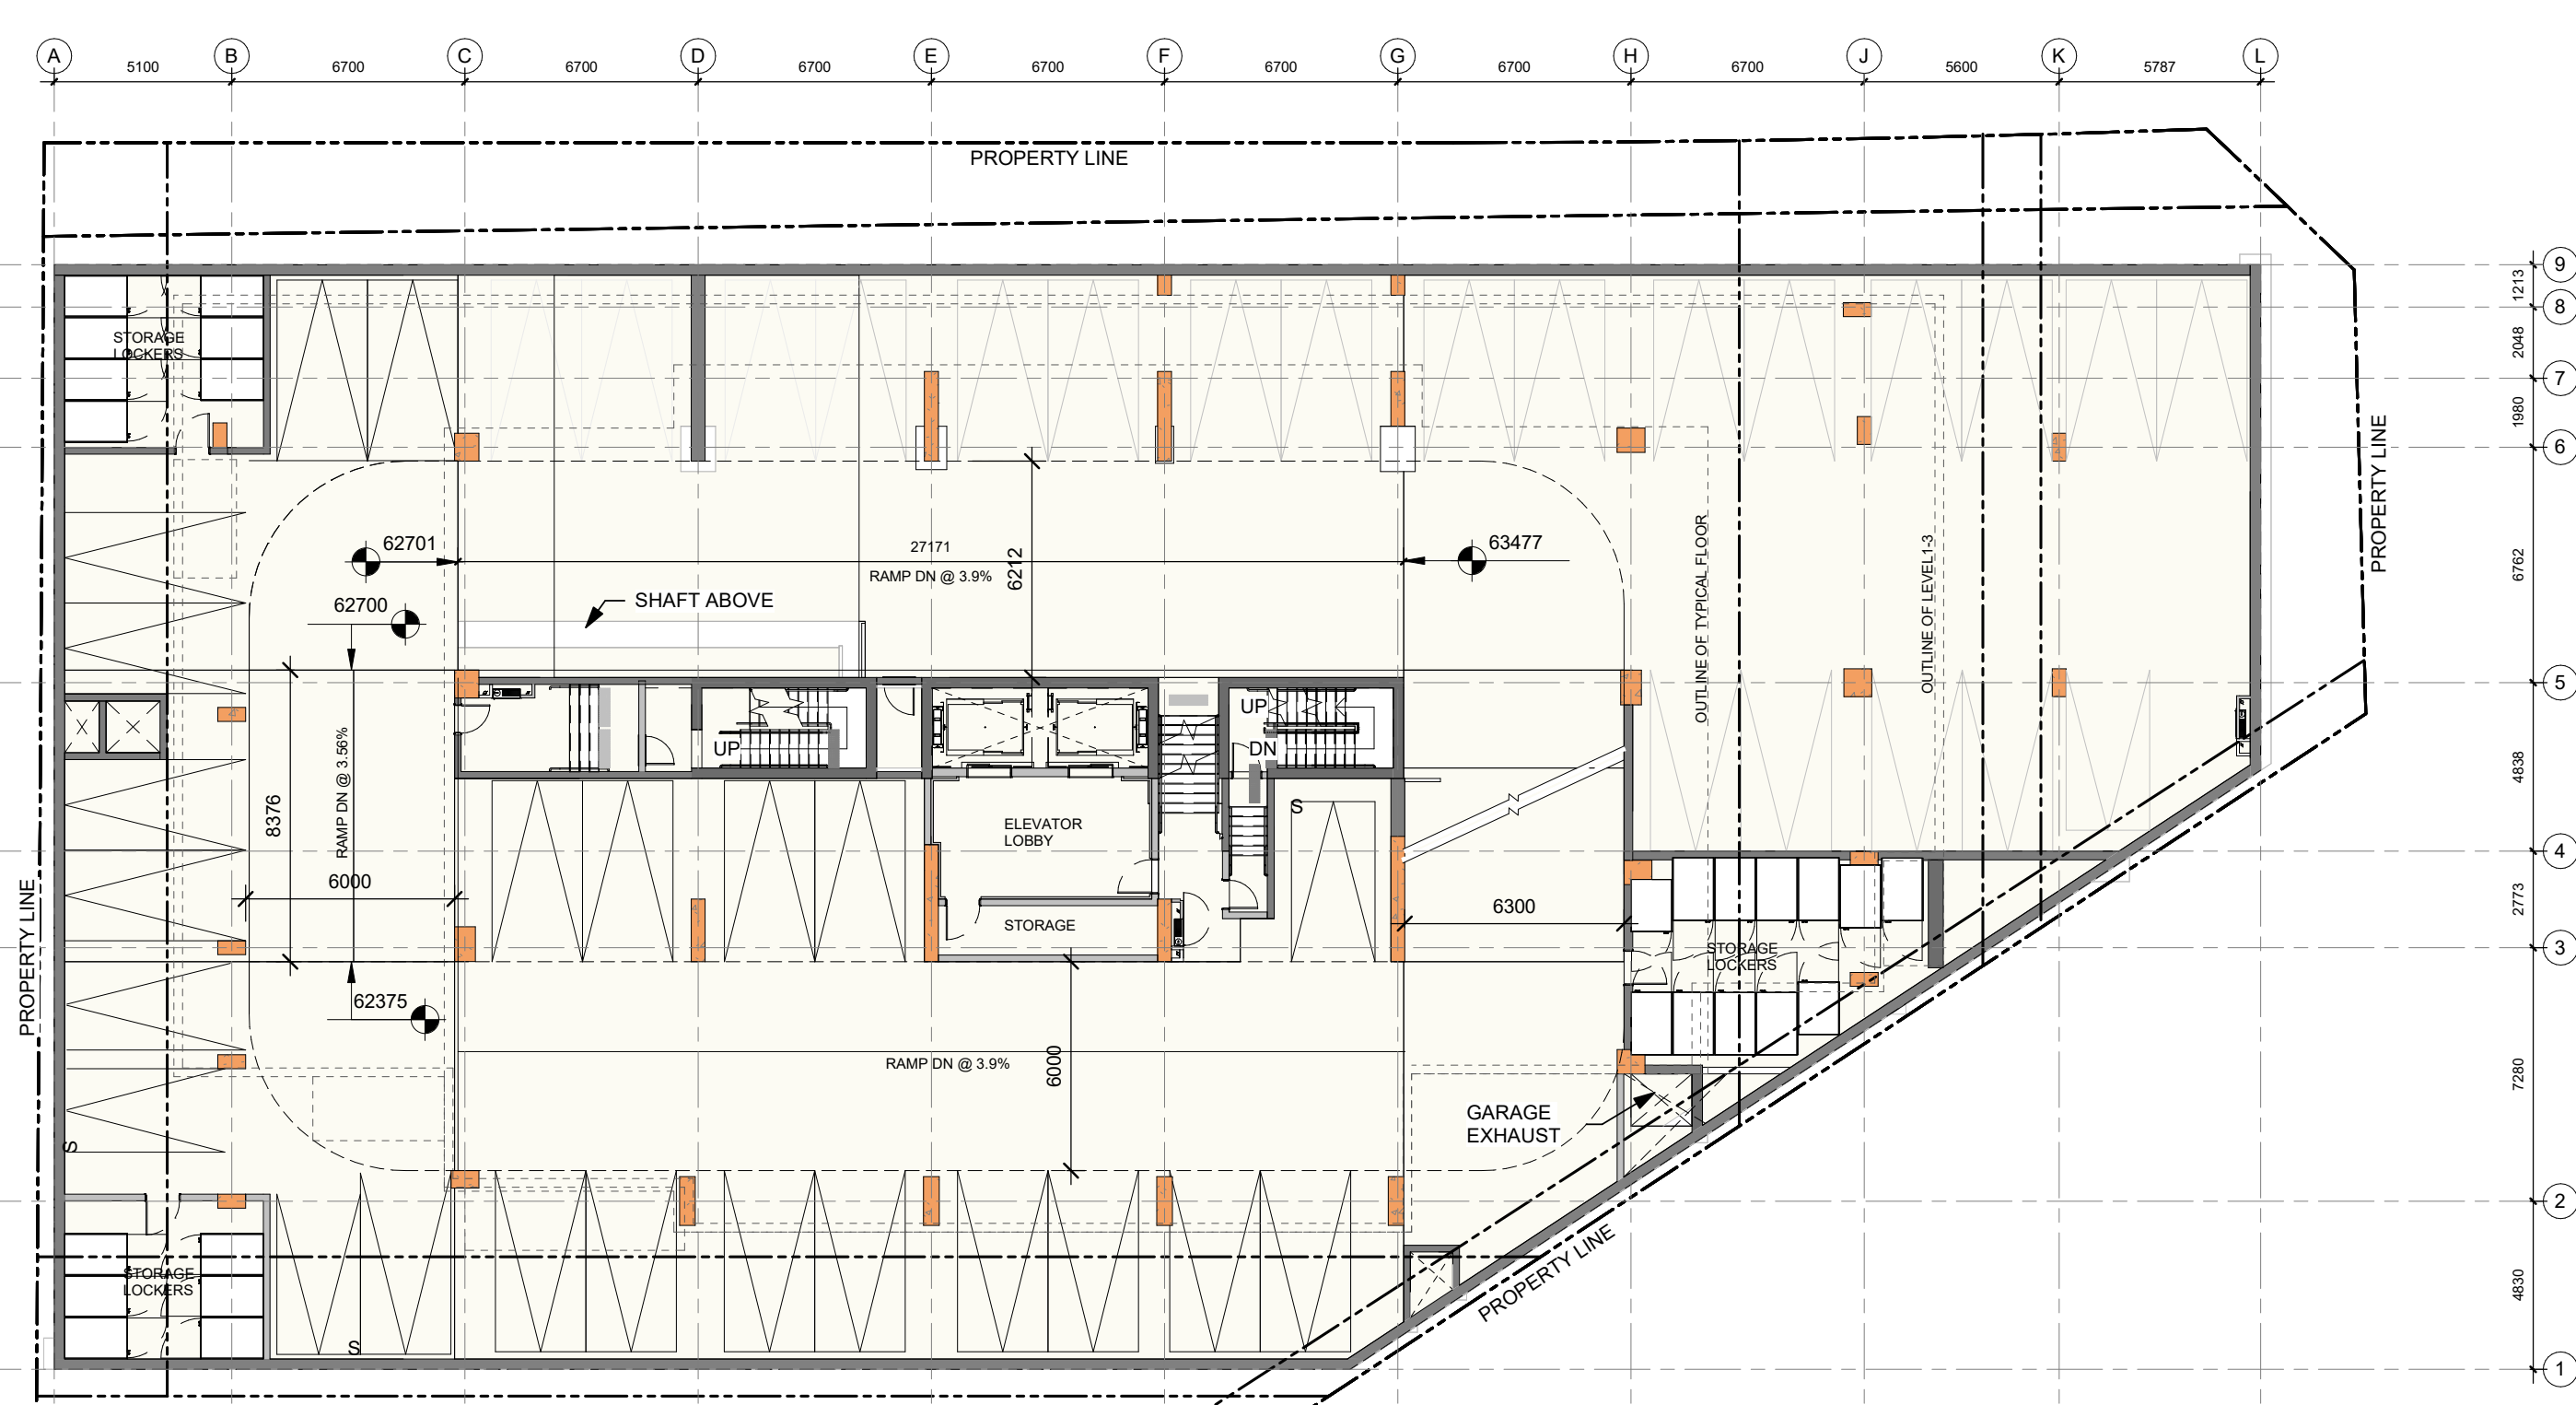 A B C D E F G H J K L
5100 6700 6700 6700 6700 6700 6700 6700 5600 5787
PROPERTY LINE
9
1213
8
STORAGE
LOCKERS
2048
7
1980
6
PROPERTY LINE
62701
27171
RAMP DN @ 3.9%
6212
63477
OUTLINE OF TYPICAL FLOOR
OUTLINE OF LEVEL1-3
6762
62700
SHAFT ABOVE
5
UP
UP
DN
RAMP DN @ 3.56%
8376
4838
S
ELEVATOR
LOBBY
4
6000
STORAGE
6300
2773
PROPERTY LINE
STORAGE
LOCKERS
3
62375
RAMP DN @ 3.9%
6000
7280
GARAGE
EXHAUST
S
2
STORAGE
LOCKERS
PROPERTY LINE
4830
S
1